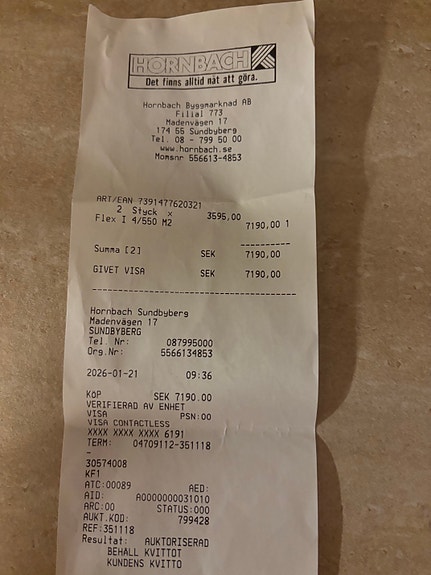 HORNBACH
Det finns alltid nåt att göra.
Hornbach Byggmarknad AB
Filial 773
Madenvägen 17
174 55 Sundbyberg
Tel. 08 - 799 50 00
www.hornbach.se
Momsnr 556613-4853
ART/EAN 7391477620321
2 Styck x 3595,00
Flex I 4/550 M2 7190,00 1
----------
Summa [2] SEK 7190,00
GIVET VISA SEK 7190,00
----------------------------------
Hornbach Sundbyberg
Madenvägen 17
SUNDBYBERG
Tel. Nr: 087995000
Org.Nr: 5566134853
2026-01-21 09:36
KÖP SEK 7190.00
VERIFIERAD AV ENHET
VISA PSN:00
VISA CONTACTLESS
XXXX XXXX XXXX 6191
TERM: 04709112-351118
-
30574008
KF1
ATC:00089 AED:
AID: A0000000031010
ARC:00 STATUS:000
AUKT.KOD: 799428
REF:351118
Resultat: AUKTORISERAD
BEHÅLL KVITTOT
KUNDENS KVITTO